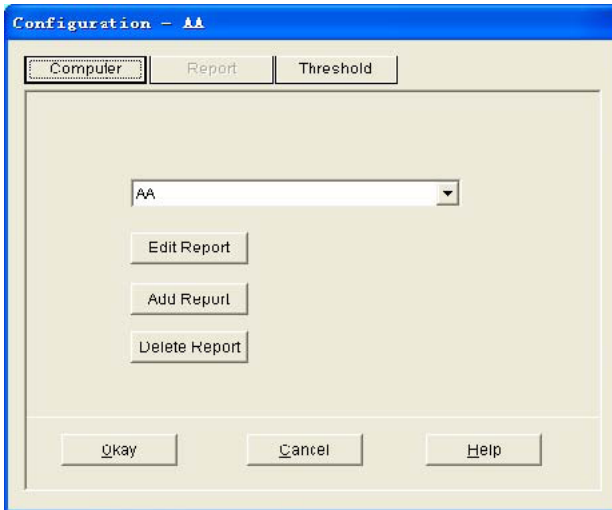 Configuration - AA
Computer Report Threshold
AA
Edit Report
Add Report
Delete Report
Okay Cancel Help